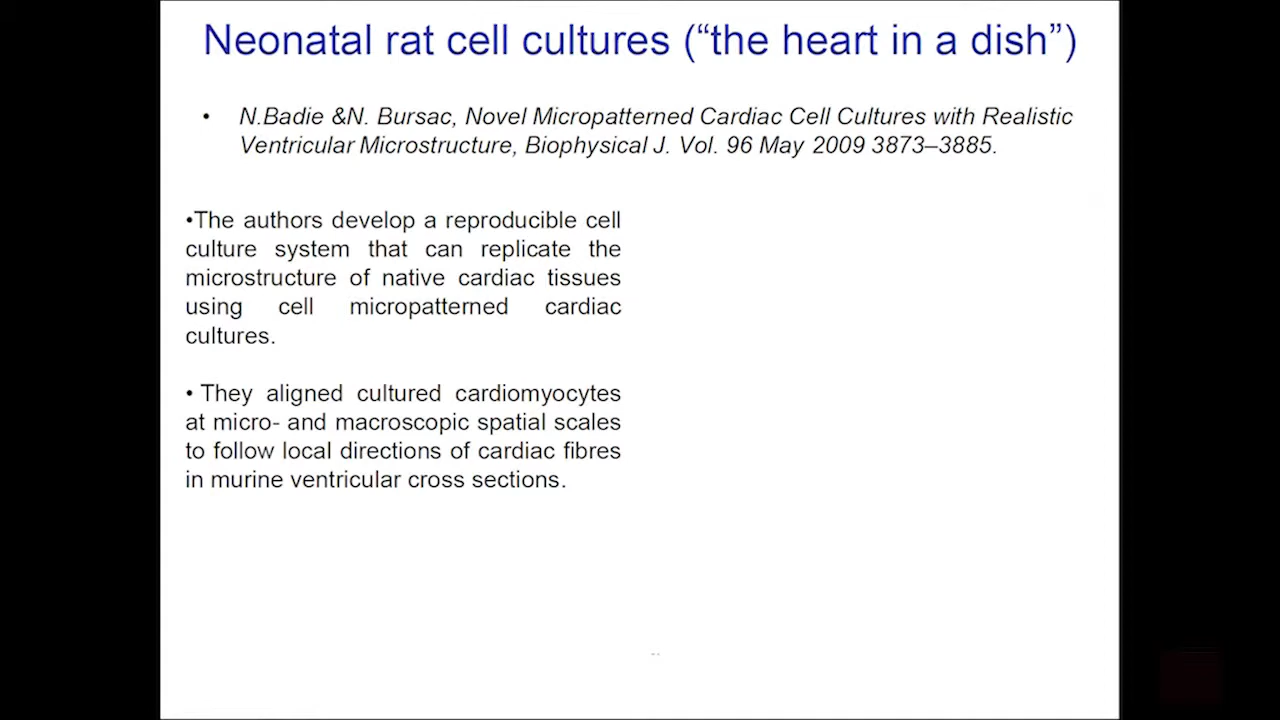 Neonatal rat cell cultures (“the heart in a dish”)
• N.Badie &N. Bursac, Novel Micropatterned Cardiac Cell Cultures with Realistic
Ventricular Microstructure, Biophysical J. Vol. 96 May 2009 3873–3885.
•The authors develop a reproducible cell
culture system that can replicate the
microstructure of native cardiac tissues
using cell micropatterned cardiac
cultures.
• They aligned cultured cardiomyocytes
at micro- and macroscopic spatial scales
to follow local directions of cardiac fibres
in murine ventricular cross sections.